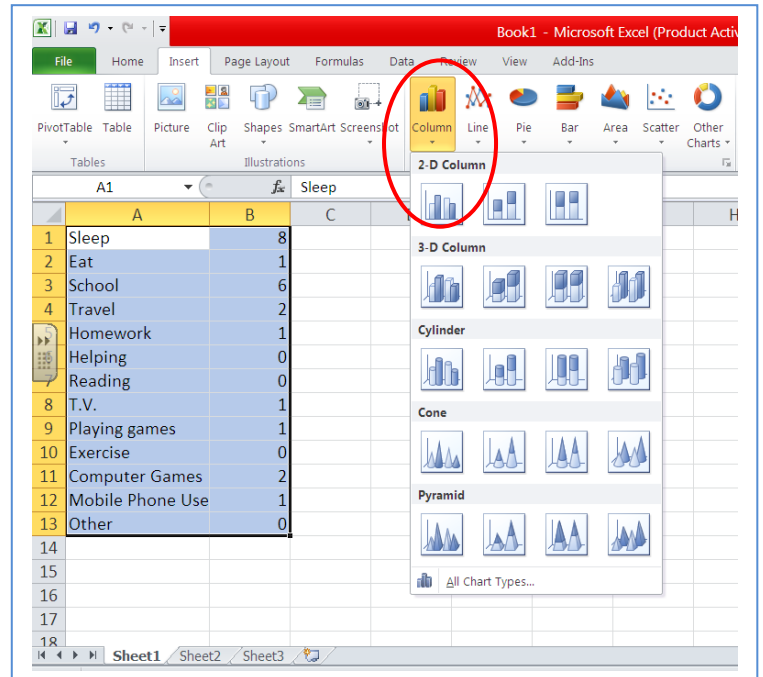 Book1 - Microsoft Excel (Product Activ
File Home Insert Page Layout Formulas Data Review View Add-Ins
PivotTable Table Picture Clip Art Shapes SmartArt Screenshot Column Line Pie Bar Area Scatter Other Charts
Tables Illustrations
A1 fx Sleep
2-D Column
A B C H
1 Sleep 8
2 Eat 1
3 School 6
4 Travel 2
5 Homework 1
Helping 0
7 Reading 0
8 T.V. 1
9 Playing games 1
10 Exercise 0
11 Computer Games 2
12 Mobile Phone Use 1
13 Other 0
14
15
16
17
18
3-D Column
Cylinder
Cone
Pyramid
All Chart Types...
Sheet1 Sheet2 Sheet3